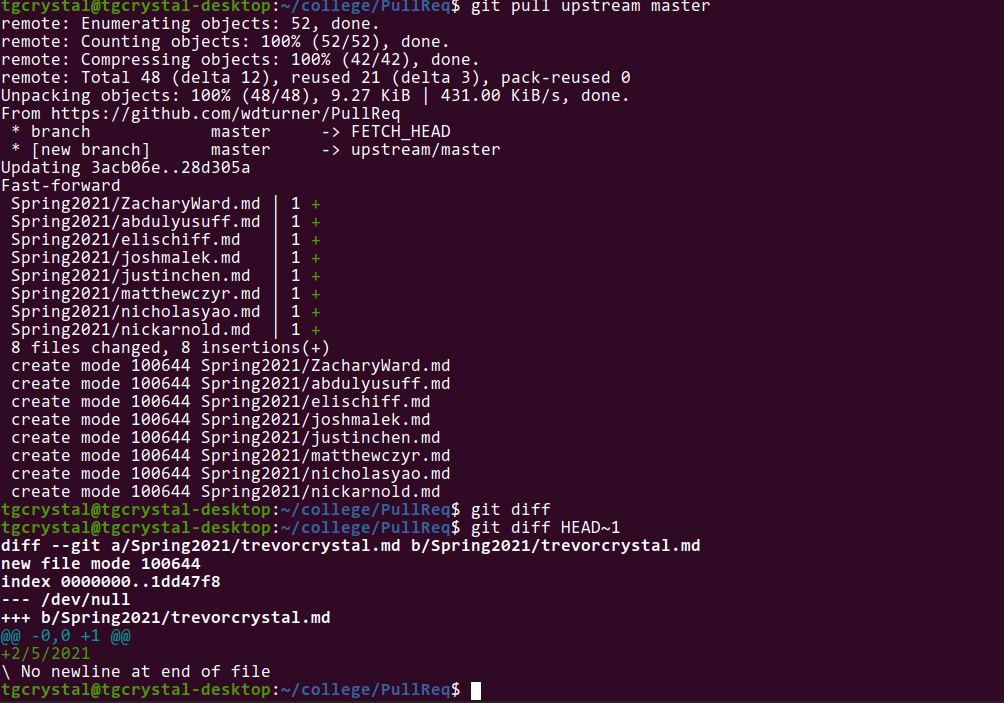 tgcrystal@tgcrystal-desktop:~/college/PullReq$ git pull upstream master
remote: Enumerating objects: 52, done.
remote: Counting objects: 100% (52/52), done.
remote: Compressing objects: 100% (42/42), done.
remote: Total 48 (delta 12), reused 21 (delta 3), pack-reused 0
Unpacking objects: 100% (48/48), 9.27 KiB | 431.00 KiB/s, done.
From https://github.com/wdturner/PullReq
 * branch            master     -> FETCH_HEAD
 * [new branch]      master     -> upstream/master
Updating 3acb06e..28d305a
Fast-forward
 Spring2021/ZacharyWard.md | 1 +
 Spring2021/abdulyusuff.md | 1 +
 Spring2021/elischiff.md   | 1 +
 Spring2021/joshmalek.md   | 1 +
 Spring2021/justinchen.md  | 1 +
 Spring2021/matthewczyr.md | 1 +
 Spring2021/nicholasyao.md | 1 +
 Spring2021/nickarnold.md  | 1 +
 8 files changed, 8 insertions(+)
 create mode 100644 Spring2021/ZacharyWard.md
 create mode 100644 Spring2021/abdulyusuff.md
 create mode 100644 Spring2021/elischiff.md
 create mode 100644 Spring2021/joshmalek.md
 create mode 100644 Spring2021/justinchen.md
 create mode 100644 Spring2021/matthewczyr.md
 create mode 100644 Spring2021/nicholasyao.md
 create mode 100644 Spring2021/nickarnold.md
tgcrystal@tgcrystal-desktop:~/college/PullReq$ git diff
tgcrystal@tgcrystal-desktop:~/college/PullReq$ git diff HEAD~1
diff --git a/Spring2021/trevorcrystal.md b/Spring2021/trevorcrystal.md
new file mode 100644
index 0000000..1dd47f8
--- /dev/null
+++ b/Spring2021/trevorcrystal.md
@@ -0,0 +1 @@
+2/5/2021
\ No newline at end of file
tgcrystal@tgcrystal-desktop:~/college/PullReq$